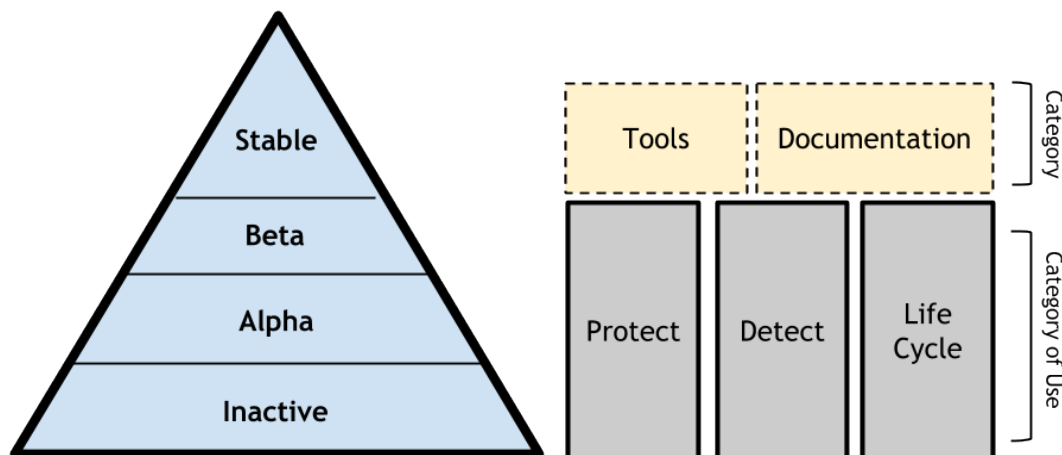 Stable
Beta
Alpha
Inactive
Tools
Documentation
Category
Protect
Detect
Life
Cycle
Category of Use